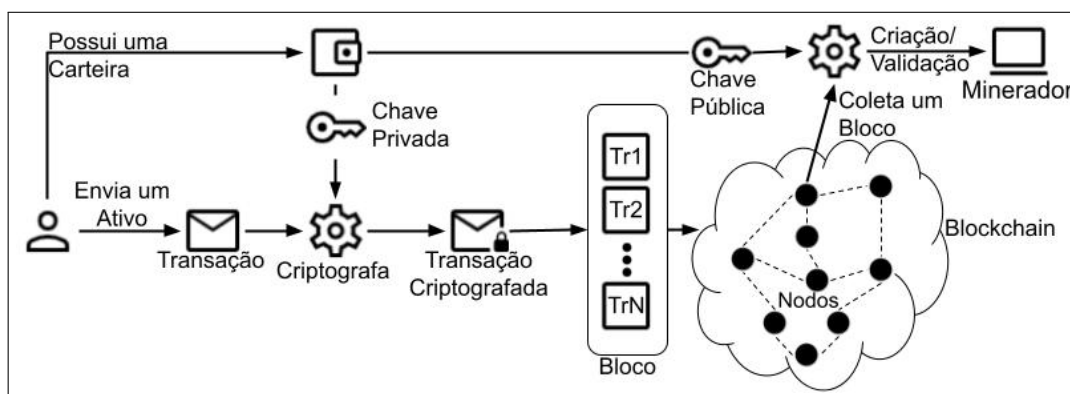 Possui uma
Carteira
Chave
Privada
Chave
Pública
Criação/
Validação
Minerador
Coleta um
Bloco
Envia um
Ativo
Transação
Criptografa
Transação
Criptografada
Tr1
Tr2
TrN
Bloco
Nodos
Blockchain